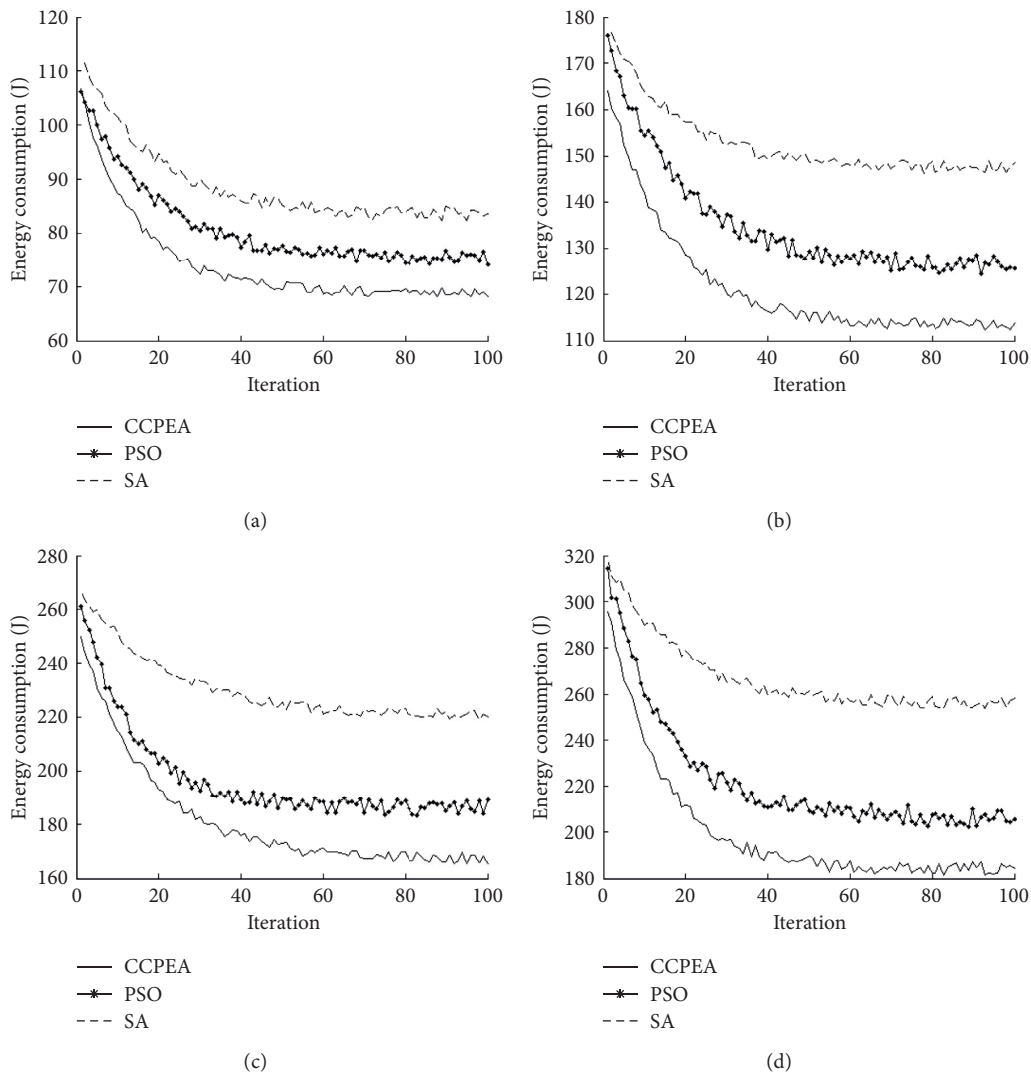 120
110
100
90
80
70
60
Energy consumption (J)
0 20 40 60 80 100
Iteration
CCPEA
PSO
SA
(a)
180
170
160
150
140
130
120
110
Energy consumption (J)
0 20 40 60 80 100
Iteration
CCPEA
PSO
SA
(b)
280
260
240
220
200
180
160
Energy consumption (J)
0 20 40 60 80 100
Iteration
CCPEA
PSO
SA
(c)
320
300
280
260
240
220
200
180
Energy consumption (J)
0 20 40 60 80 100
Iteration
CCPEA
PSO
SA
(d)